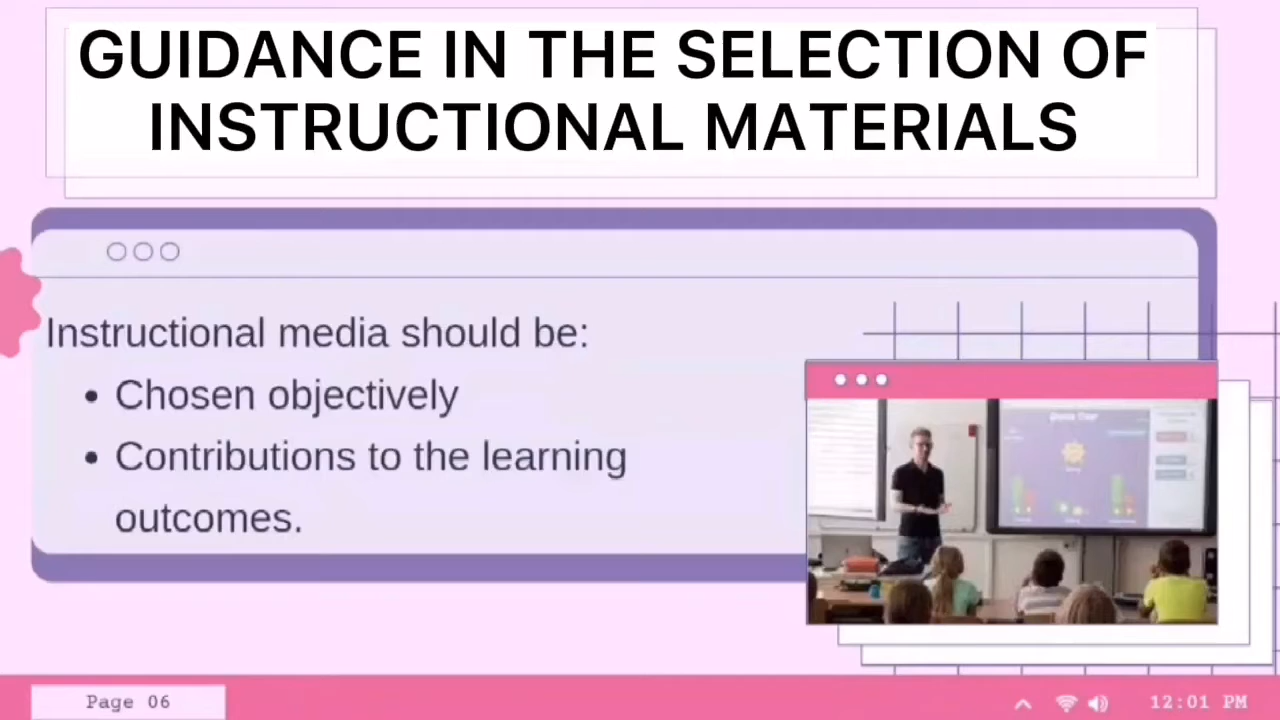 GUIDANCE IN THE SELECTION OF
INSTRUCTIONAL MATERIALS
Instructional media should be:
• Chosen objectively
• Contributions to the learning
outcomes.
Page 06
12:01 PM